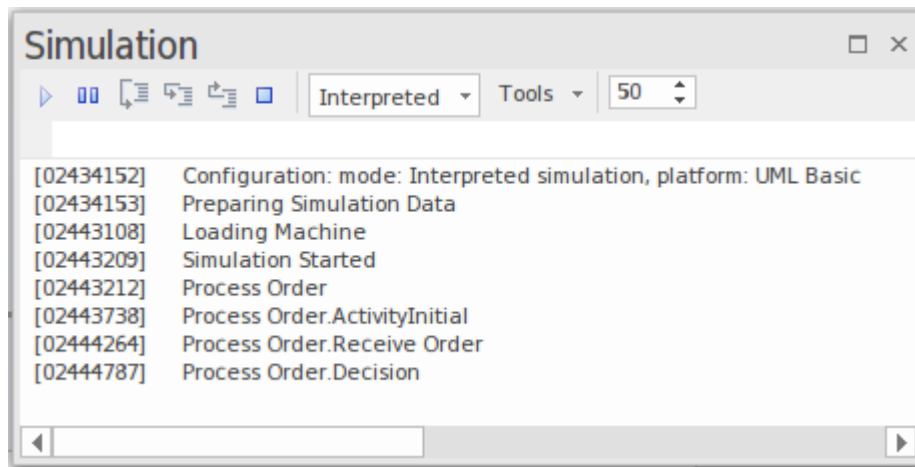 Simulation
Interpreted Tools 50
[02434152] Configuration: mode: Interpreted simulation, platform: UML Basic
[02434153] Preparing Simulation Data
[02443108] Loading Machine
[02443209] Simulation Started
[02443212] Process Order
[02443738] Process Order.ActivityInitial
[02444264] Process Order.Receive Order
[02444787] Process Order.Decision